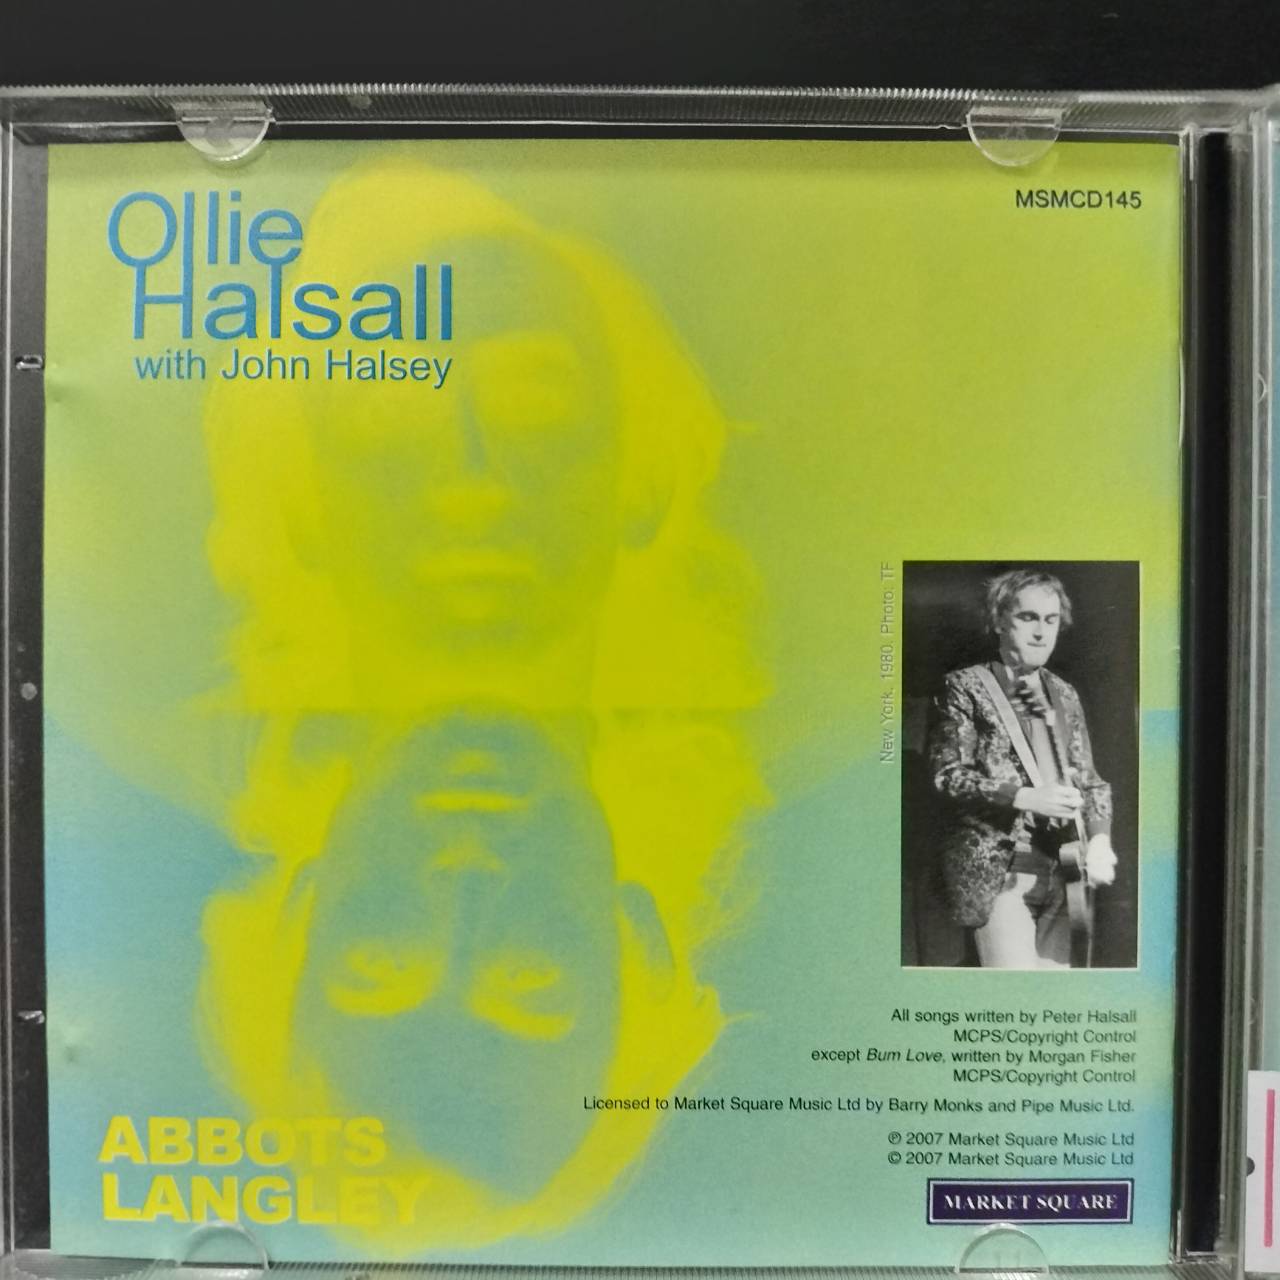 Ollie
Halsall
with John Halsey
MSMCD145
New York. 1980. Photo: TF
All songs written by Peter Halsall
MCPS/Copyright Control
except Bum Love, written by Morgan Fisher
MCPS/Copyright Control
Licensed to Market Square Music Ltd by Barry Monks and Pipe Music Ltd.
℗ 2007 Market Square Music Ltd
© 2007 Market Square Music Ltd
MARKET SQUARE
ABBOTS
LANGLEY